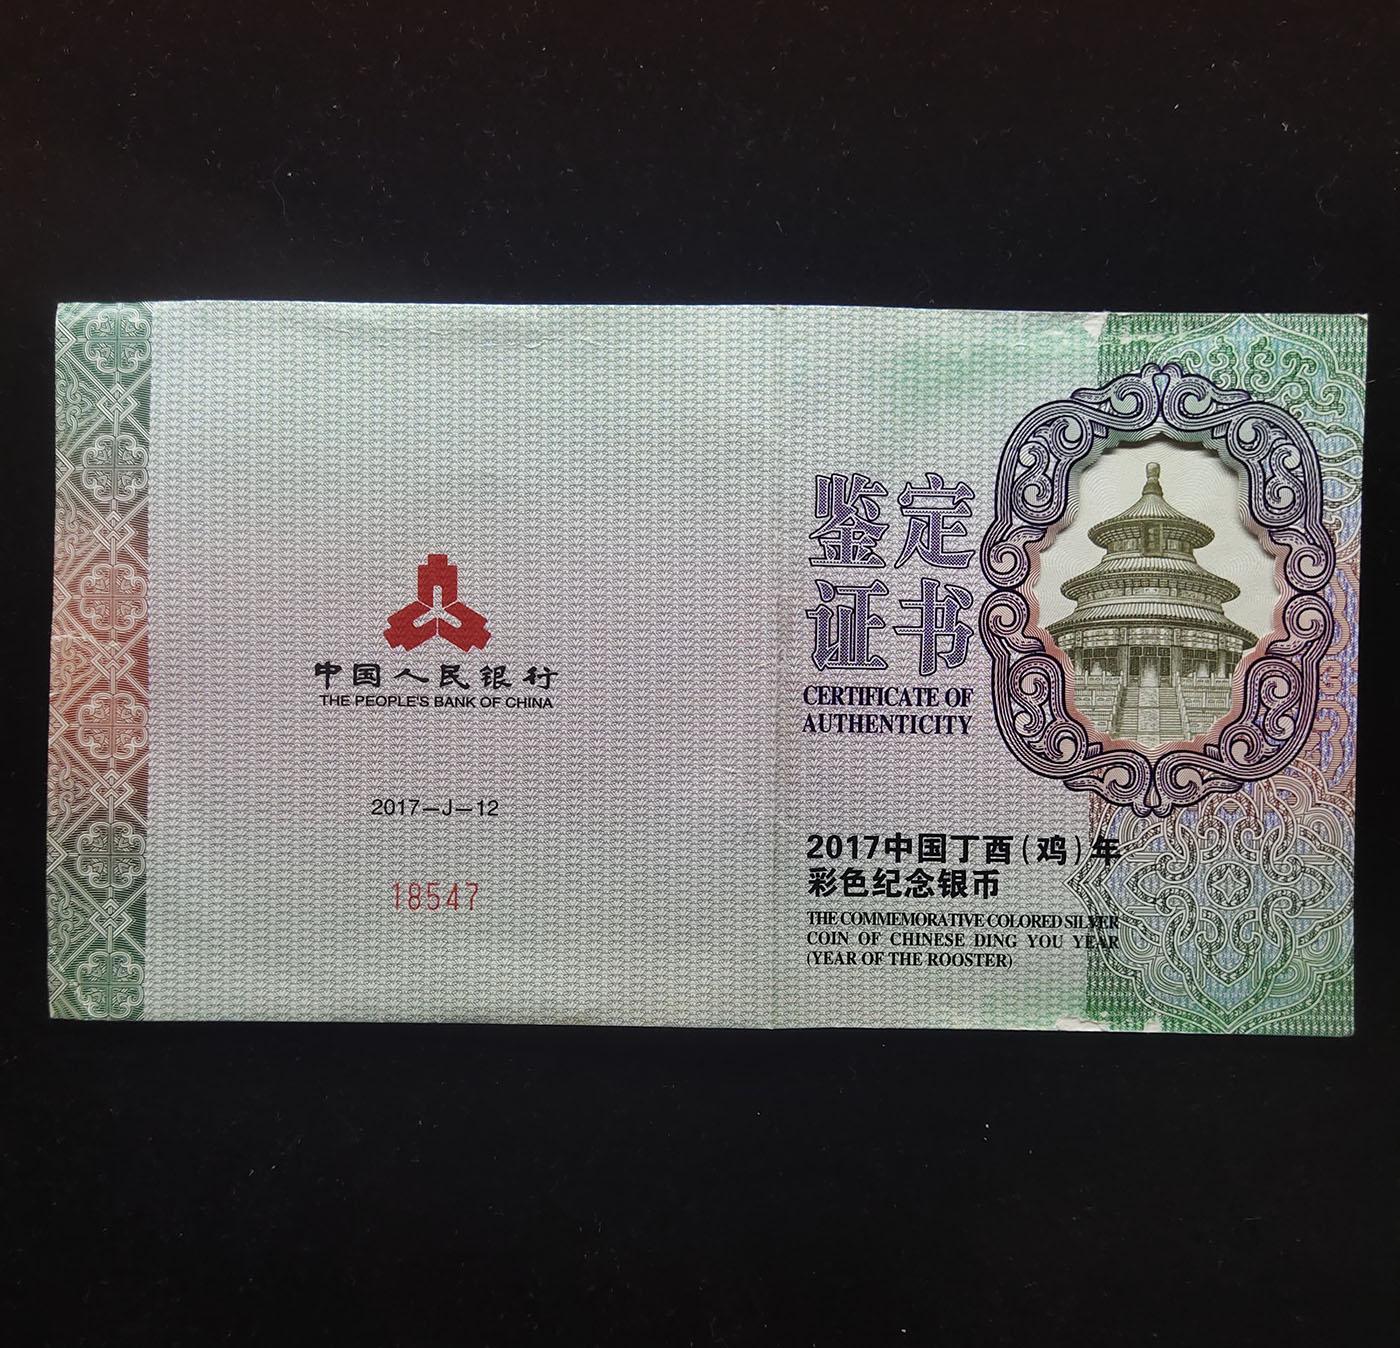 中国人民银行
THE PEOPLE'S BANK OF CHINA
2017—J—12
18547
鉴定
证书
CERTIFICATE OF
AUTHENTICITY
2017中国丁酉(鸡)年
彩色纪念银币
THE COMMEMORATIVE COLORED SILVER
COIN OF CHINESE DING YOU YEAR
(YEAR OF THE ROOSTER)